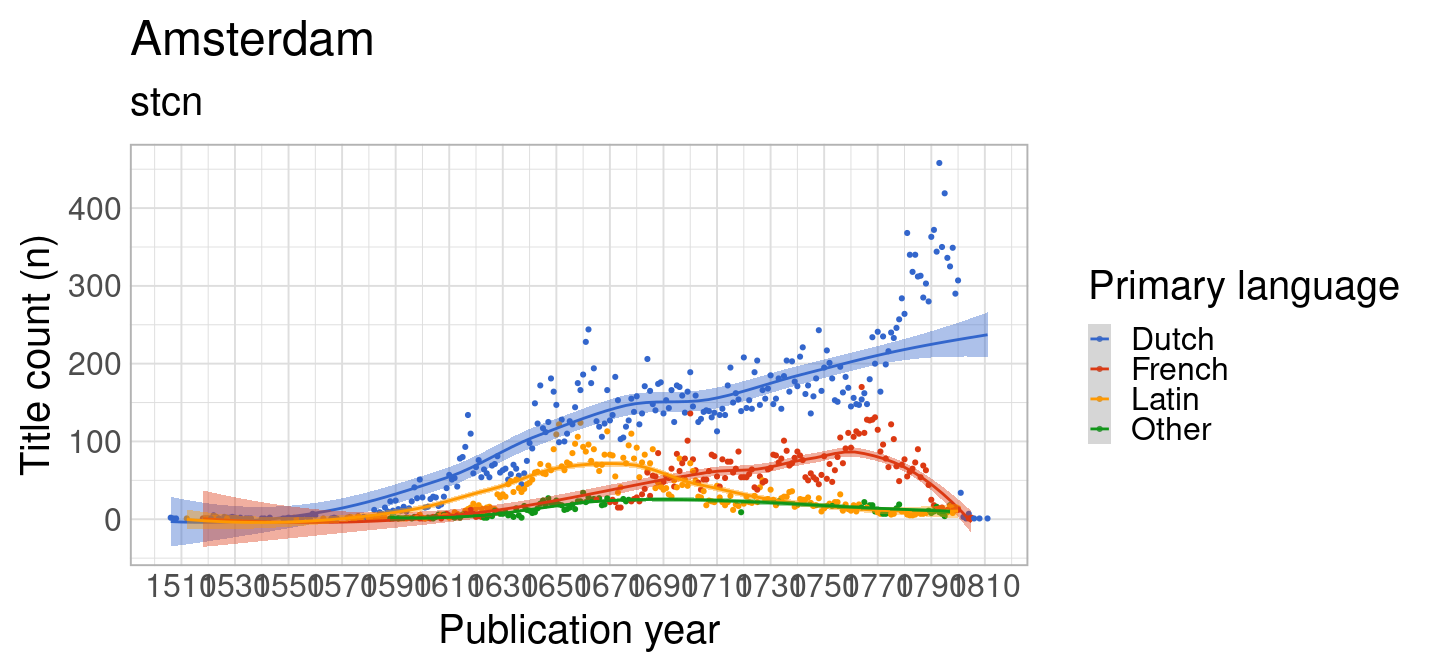 Amsterdam
stcn
400
300
200
100
0
Title count (n)
1510 1530 1550 1570 1590 1610 1630 1650 1670 1690 1710 1730 1750 1770 1790 1810
Publication year
Primary language
Dutch
French
Latin
Other